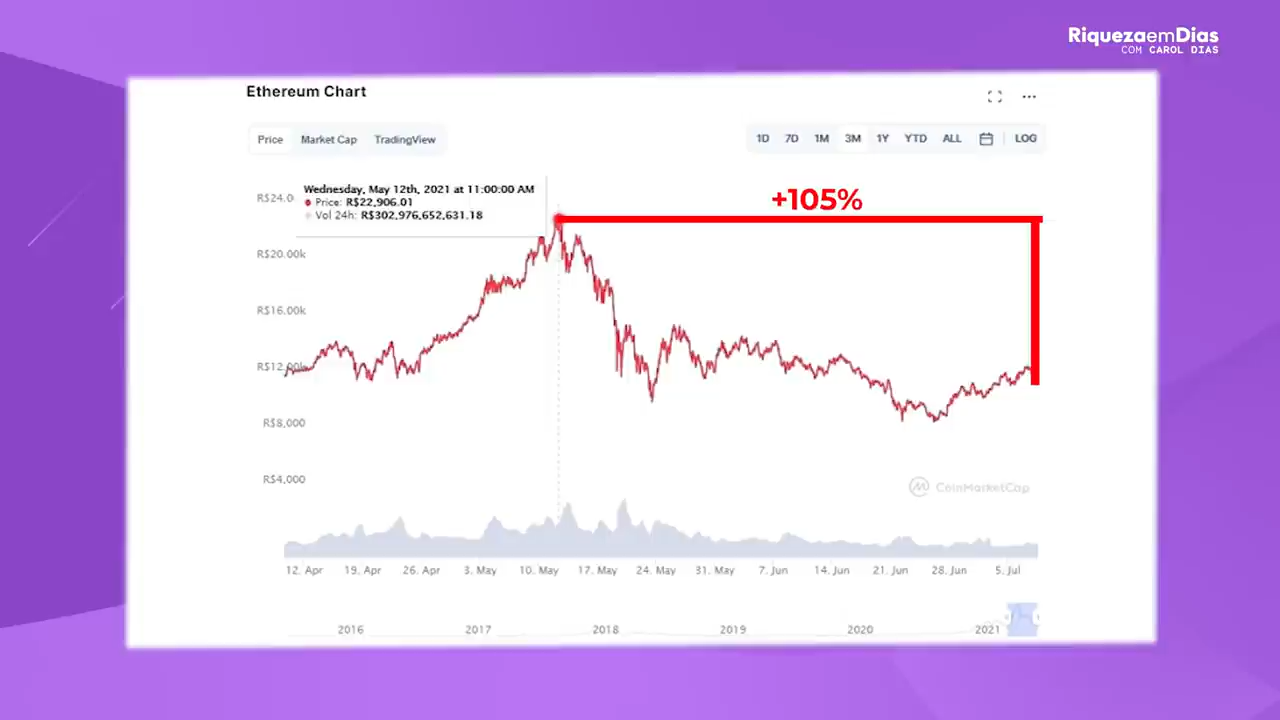 RiquezaemDias
COM CAROL DIAS
Ethereum Chart
Price Market Cap TradingView
1D 7D 1M 3M 1Y YTD ALL LOG
+105%
Wednesday, May 12th, 2021 at 11:00:00 AM
Price: R$22,906.01
Vol 24h: R$302,976,652,631.18
R$24.0
R$20.00k
R$16.00k
R$12.00k
R$8,000
R$4,000
CoinMarketCap
12. Apr 19. Apr 26. Apr 3. May 10. May 17. May 24. May 31. May 7. Jun 14. Jun 21. Jun 28. Jun 5. Jul
2016 2017 2018 2019 2020 2021